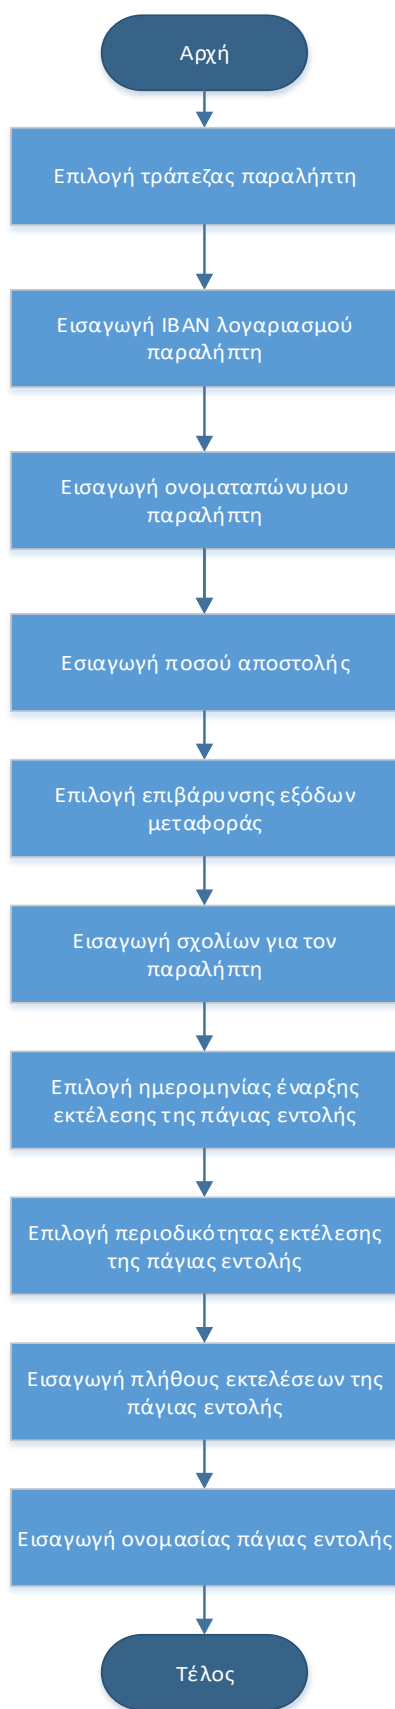 Αρχή
Επιλογή τράπεζας παραλήπτη
Εισαγωγή IBAN λογαριασμού
παραλήπτη
Εισαγωγή ονοματαπώνυμου
παραλήπτη
Εσιαγωγή ποσού αποστολής
Επιλογή επιβάρυνσης εξόδων
μεταφοράς
Εισαγωγή σχολίων για τον
παραλήπτη
Επιλογή ημερομηνίας έναρξης
εκτέλεσης της πάγιας εντολής
Επιλογή περιοδικότητας εκτέλεσης
της πάγιας εντολής
Εισαγωγή πλήθους εκτελέσεων της
πάγιας εντολής
Εισαγωγή ονομασίας πάγιας εντολής
Τέλος